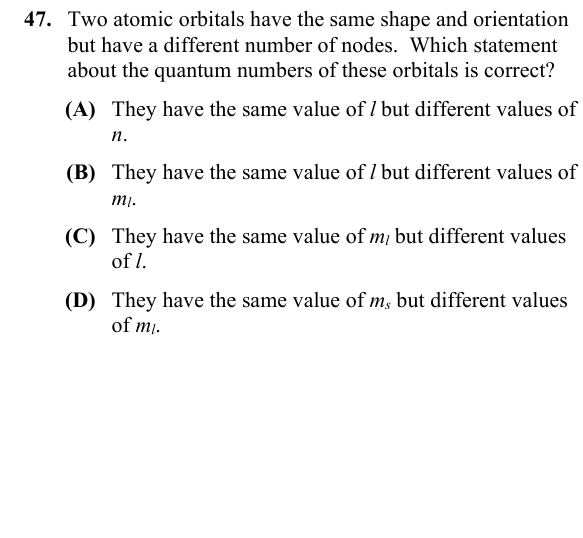 47. Two atomic orbitals have the same shape and orientation
but have a different number of nodes. Which statement
about the quantum numbers of these orbitals is correct?
(A) They have the same value of l but different values of
n.
(B) They have the same value of l but different values of
mₗ.
(C) They have the same value of mₗ but different values
of l.
(D) They have the same value of mₛ but different values
of mₗ.